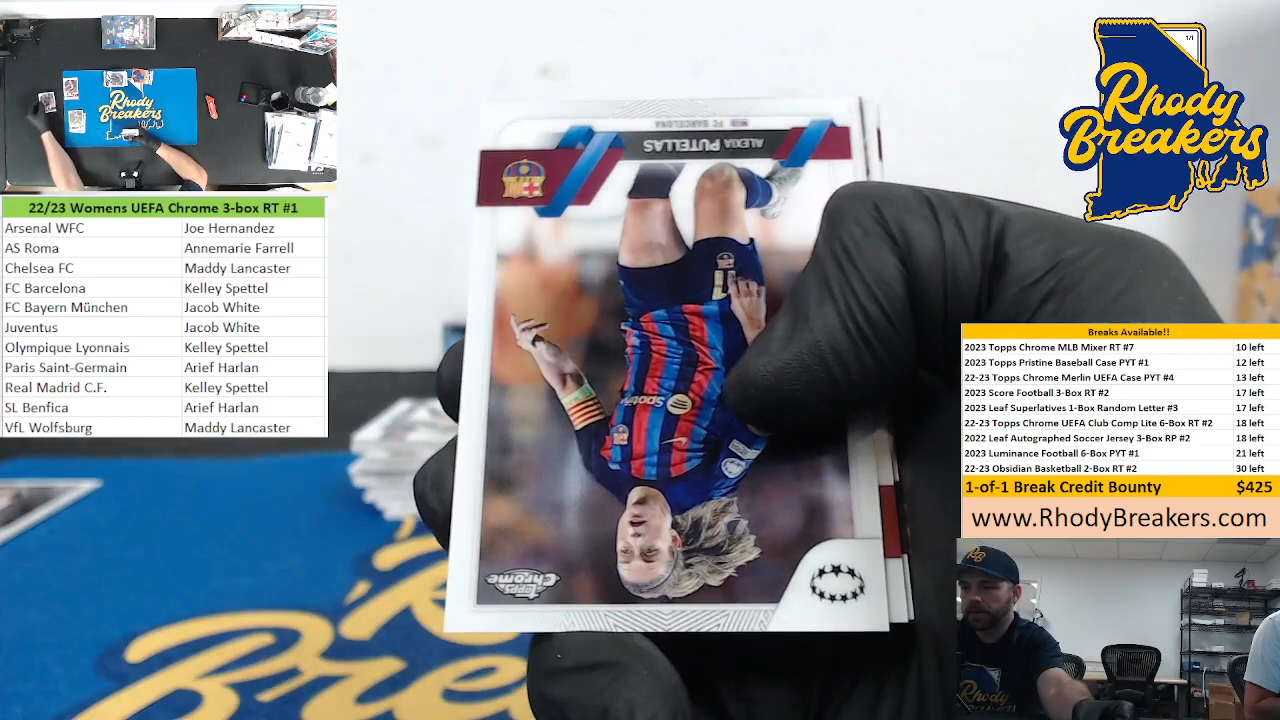 Rhody
Breakers
22/23 Womens UEFA Chrome 3-box RT #1
Arsenal WFC Joe Hernandez
AS Roma Annemarie Farrell
Chelsea FC Maddy Lancaster
FC Barcelona Kelley Spettel
FC Bayern München Jacob White
Juventus Jacob White
Olympique Lyonnais Kelley Spettel
Paris Saint-Germain Arief Harlan
Real Madrid C.F. Kelley Spettel
SL Benfica Arief Harlan
VfL Wolfsburg Maddy Lancaster
MID FC BARCELONA
ALEXIA PUTELLAS
11
Spotify
Topps
Chrome
1/1
Rhody
Breakers
Breaks Available!!
2023 Topps Chrome MLB Mixer RT #7 10 left
2023 Topps Pristine Baseball Case PYT #1 12 left
22-23 Topps Chrome Merlin UEFA Case PYT #4 13 left
2023 Score Football 3-Box RT #2 17 left
2023 Leaf Superlatives 1-Box Random Letter #3 17 left
22-23 Topps Chrome UEFA Club Comp Lite 6-Box RT #2 18 left
2022 Leaf Autographed Soccer Jersey 3-Box RP #2 18 left
2023 Luminance Football 6-Box PYT #1 21 left
22-23 Obsidian Basketball 2-Box RT #2 30 left
1-of-1 Break Credit Bounty $425
www.RhodyBreakers.com
RB
Rhody